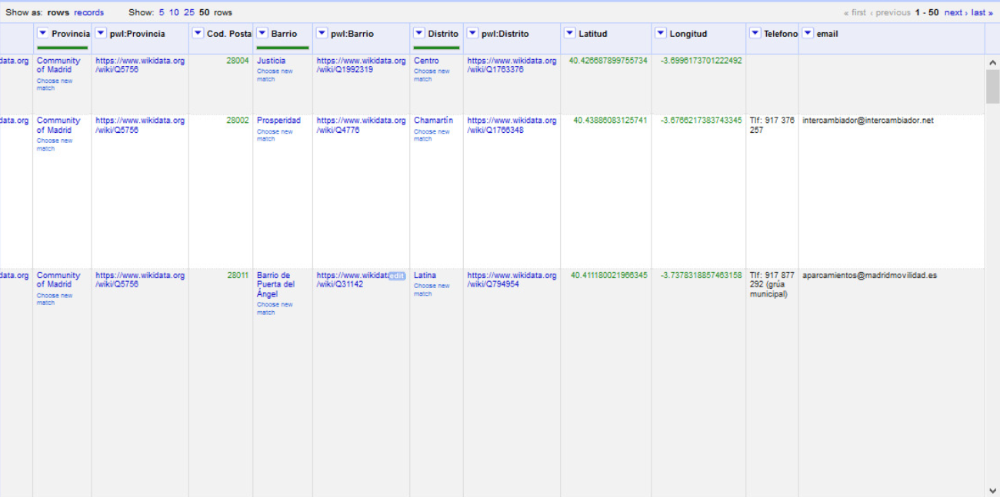 Show as: rows records Show: 5 10 25 50 rows « first ‹ previous 1 - 50 next › last »
Provincia pwl:Provincia Cod. Posta Barrio pwl:Barrio Distrito pwl:Distrito Latitud Longitud Telefono email
data.org Community https://www.wikidata.org 28004 Justicia https://www.wikidata.org Centro https://www.wikidata.org 40.426687899755734 -3.6996173701222492
of Madrid /wiki/Q5756 Choose new /wiki/Q1992319 Choose new /wiki/Q1763376
Choose new match match
match
data.org Community https://www.wikidata.org 28002 Prosperidad https://www.wikidata.org Chamartín https://www.wikidata.org 40.43886083125741 -3.6766217383743345 Tlf: 917 376 intercambiador@intercambiador.net
of Madrid /wiki/Q5756 Choose new /wiki/Q4776 Choose new /wiki/Q1766348 257
Choose new match match
match
data.org Community https://www.wikidata.org 28011 Barrio de https://www.wikidat edit Latina https://www.wikidata.org 40.411180021966345 -3.7378318857463158 Tlf: 917 877 aparcamientos@madridmovilidad.es
of Madrid /wiki/Q5756 Puerta del /wiki/Q31142 Choose new /wiki/Q794954 292 (grúa
Choose new Ángel match municipal)
match Choose new
match